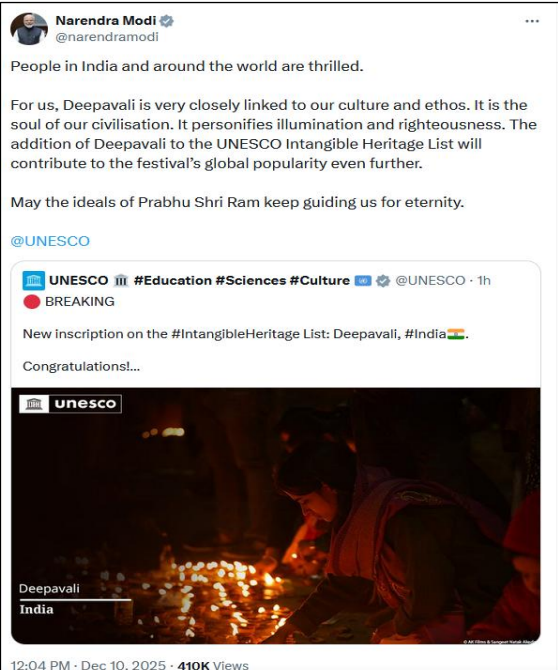 Narendra Modi
@narendramodi
People in India and around the world are thrilled.
For us, Deepavali is very closely linked to our culture and ethos. It is the
soul of our civilisation. It personifies illumination and righteousness. The
addition of Deepavali to the UNESCO Intangible Heritage List will
contribute to the festival's global popularity even further.
May the ideals of Prabhu Shri Ram keep guiding us for eternity.
@UNESCO
UNESCO 🏛️ #Education #Sciences #Culture 🇺🇳 @UNESCO · 1h
🔴 BREAKING
New inscription on the #IntangibleHeritage List: Deepavali, #India🇮🇳.
Congratulations!...
unesco
Deepavali
India
12:04 PM · Dec 10, 2025 · 410K Views